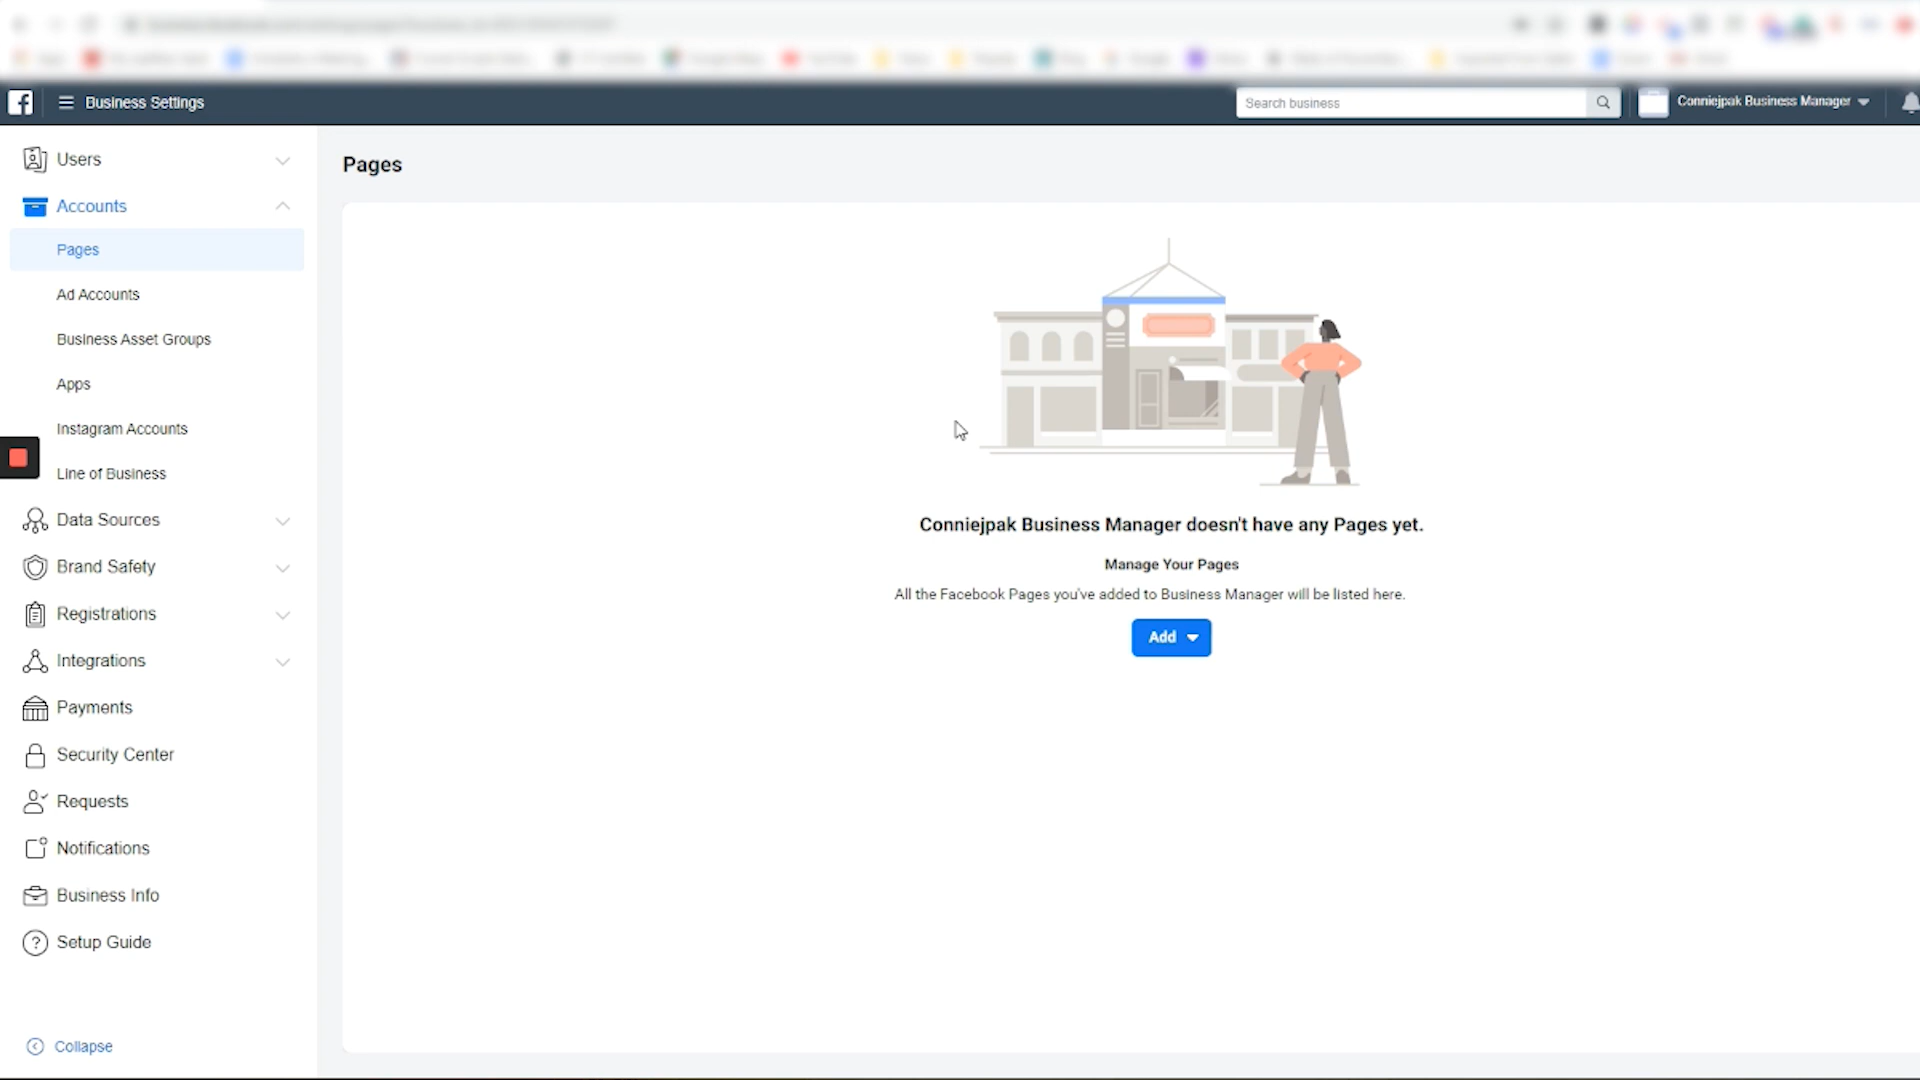 Business Settings
Search business
Conniejpak Business Manager
Users
Accounts
Pages
Ad Accounts
Business Asset Groups
Apps
Instagram Accounts
Line of Business
Data Sources
Brand Safety
Registrations
Integrations
Payments
Security Center
Requests
Notifications
Business Info
Setup Guide
Collapse
Pages
Conniejpak Business Manager doesn't have any Pages yet.
Manage Your Pages
All the Facebook Pages you've added to Business Manager will be listed here.
Add